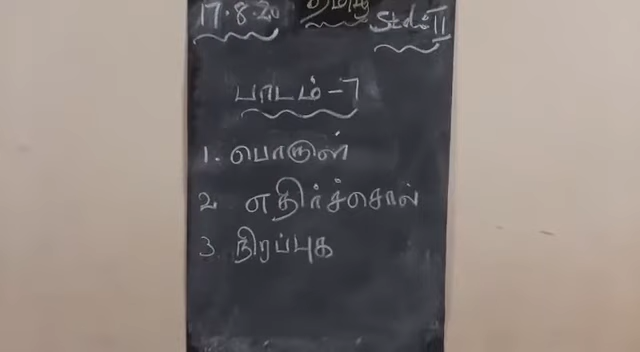 17.8.20 தமிழ் Std:-II
பாடம்-7
1. பொருள்
2 எதிர்ச்சொல்
3 நிரப்புக